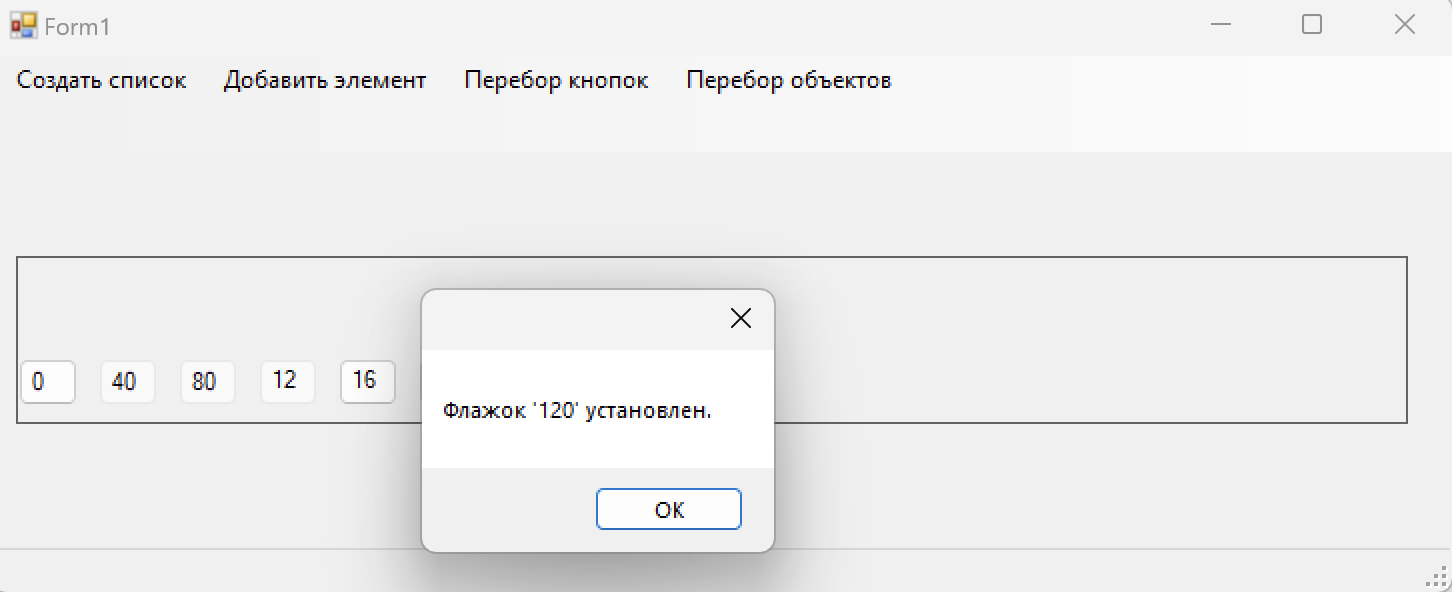 Form1
Создать список Добавить элемент Перебор кнопок Перебор объектов
0 40 80 12 16
Флажок '120' установлен.
OK